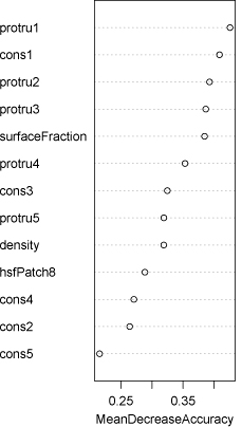 protru1
cons1
protru2
protru3
surfaceFraction
protru4
cons3
protru5
density
hsfPatch8
cons4
cons2
cons5
0.25 0.35
MeanDecreaseAccuracy